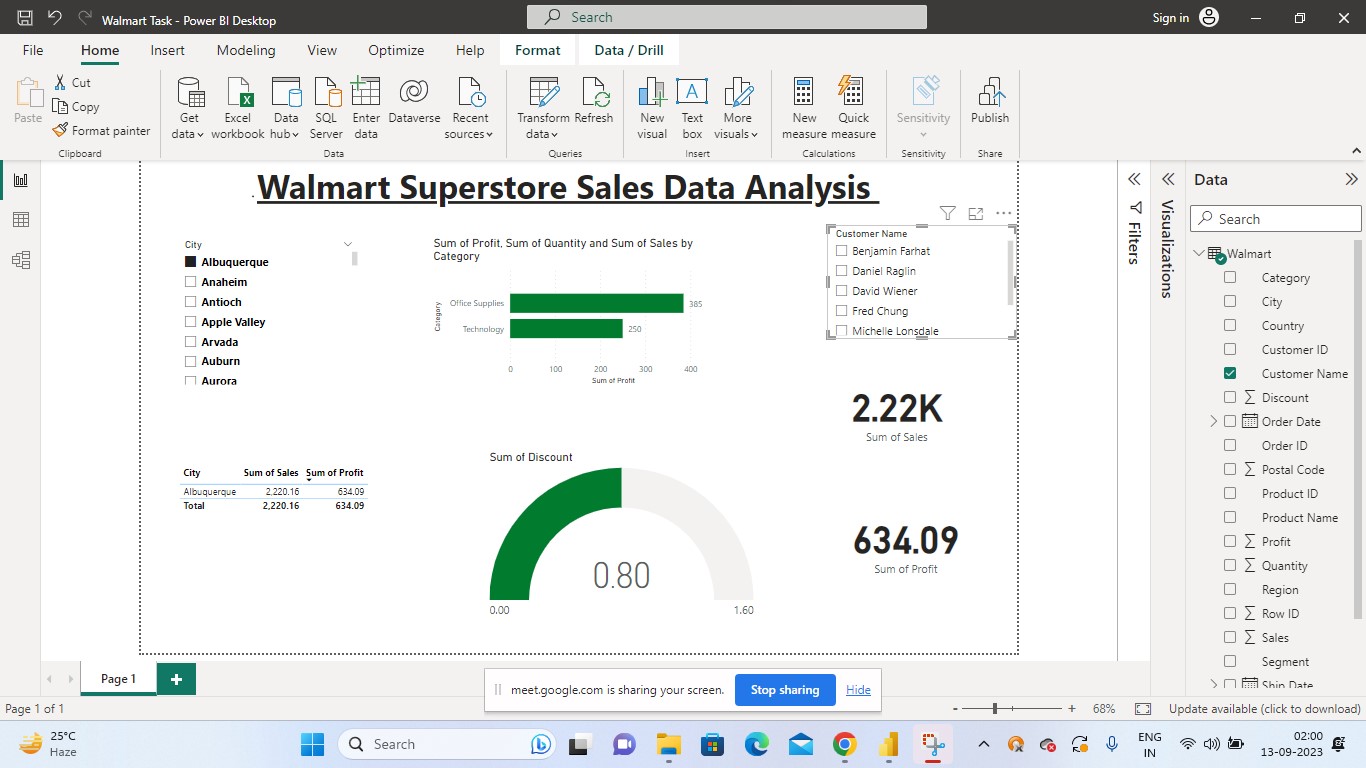 Walmart Task - Power BI Desktop
Search
Sign in
File
Home
Insert
Modeling
View
Optimize
Help
Format
Data / Drill
Paste
Cut
Copy
Format painter
Get data
Excel workbook
Data hub
SQL Server
Enter data
Dataverse
Recent sources
Transform data
Refresh
New visual
Text box
More visuals
New measure
Quick measure
Sensitivity
Publish
Clipboard
Data
Queries
Insert
Calculations
Sensitivity
Share
.Walmart Superstore Sales Data Analysis
City
Albuquerque
Anaheim
Antioch
Apple Valley
Arvada
Auburn
Aurora
Sum of Profit, Sum of Quantity and Sum of Sales by
Category
Category
Office Supplies
385
Technology
250
0
100
200
300
400
Sum of Profit
Customer Name
Benjamin Farhat
Daniel Raglin
David Wiener
Fred Chung
Michelle Lonsdale
2.22K
Sum of Sales
City Sum of Sales Sum of Profit
Albuquerque 2,220.16 634.09
Total 2,220.16 634.09
Sum of Discount
0.80
0.00
1.60
634.09
Sum of Profit
Filters
Visualizations
Data
Search
Walmart
Category
City
Country
Customer ID
Customer Name
Discount
Order Date
Order ID
Postal Code
Product ID
Product Name
Profit
Quantity
Region
Row ID
Sales
Segment
Ship Date
Page 1
meet.google.com is sharing your screen.
Stop sharing
Hide
Page 1 of 1
- + 68%
Update available (click to download)
25°C
Haze
Search
ENG
IN
02:00
13-09-2023